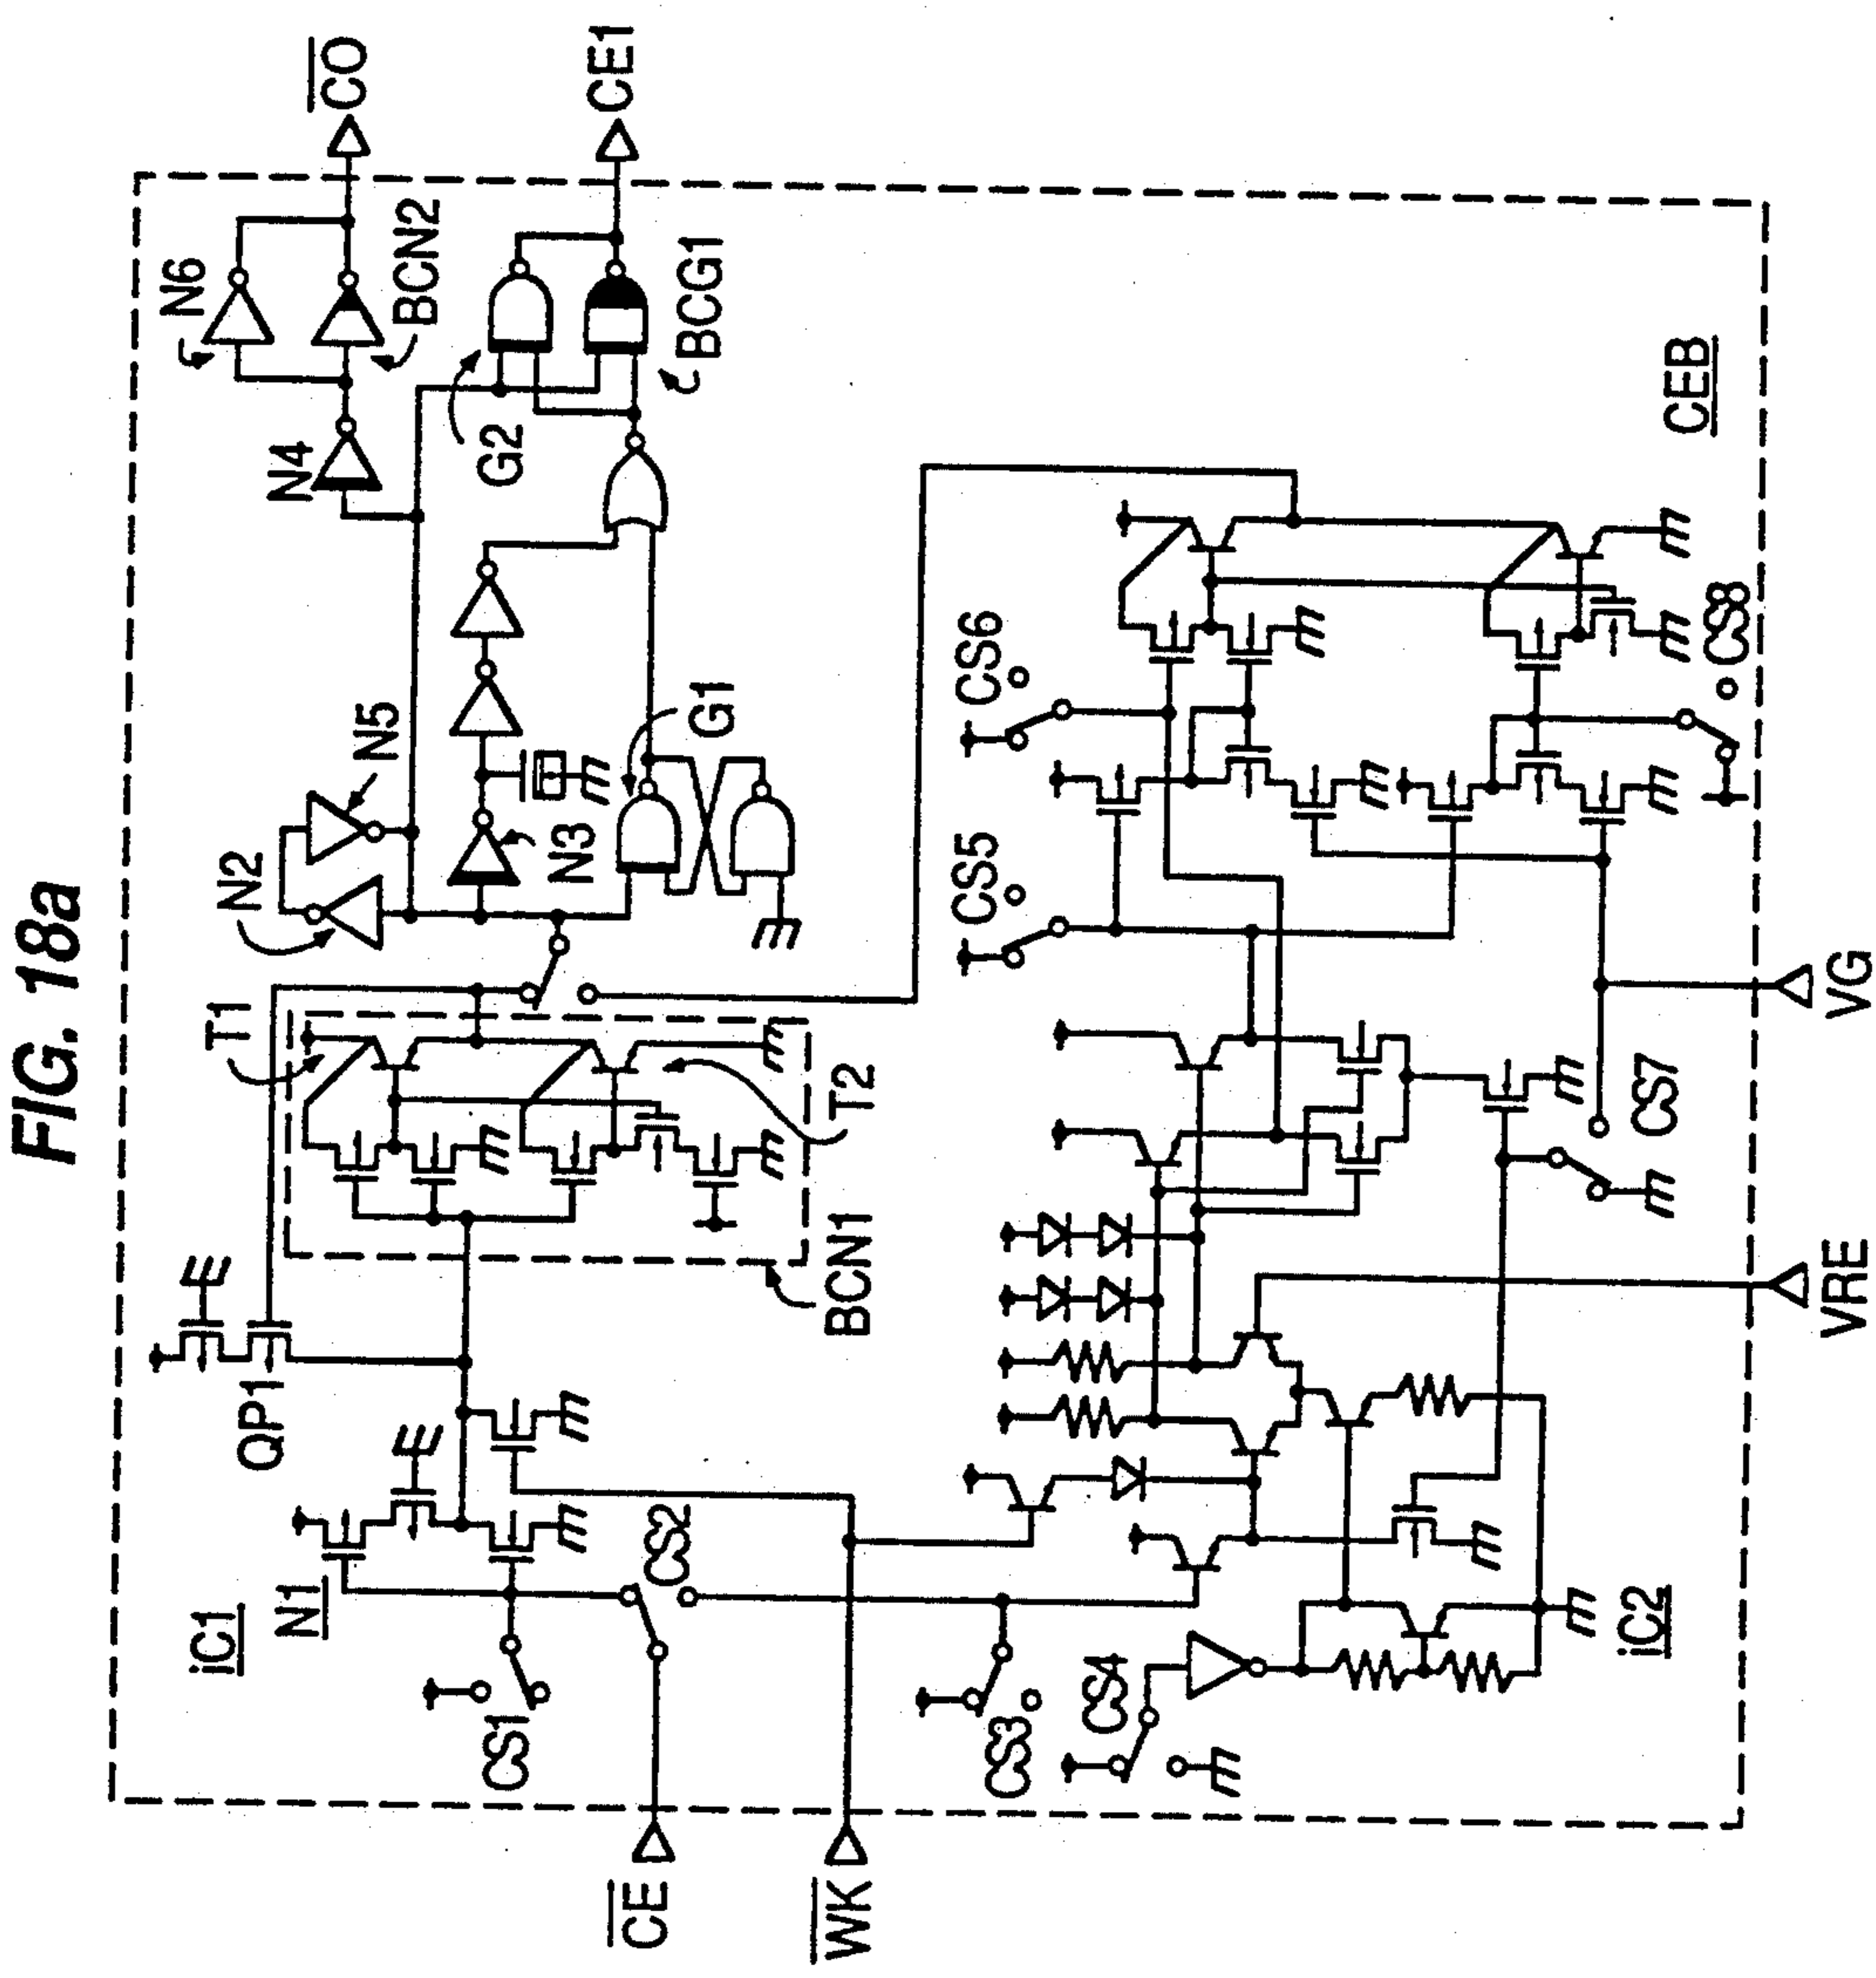 FIG. 18a
N6
CO
N4
BCN2
CE1
N5
N2
G2
BCG1
N3
G1
T1
T2
QP1
E
BCN1
E
iC1
N1
CS1
CS2
CE
WK
CS3
CS4
iC2
CS5
CS6
CS7
CS8
CEB
VRE
VG